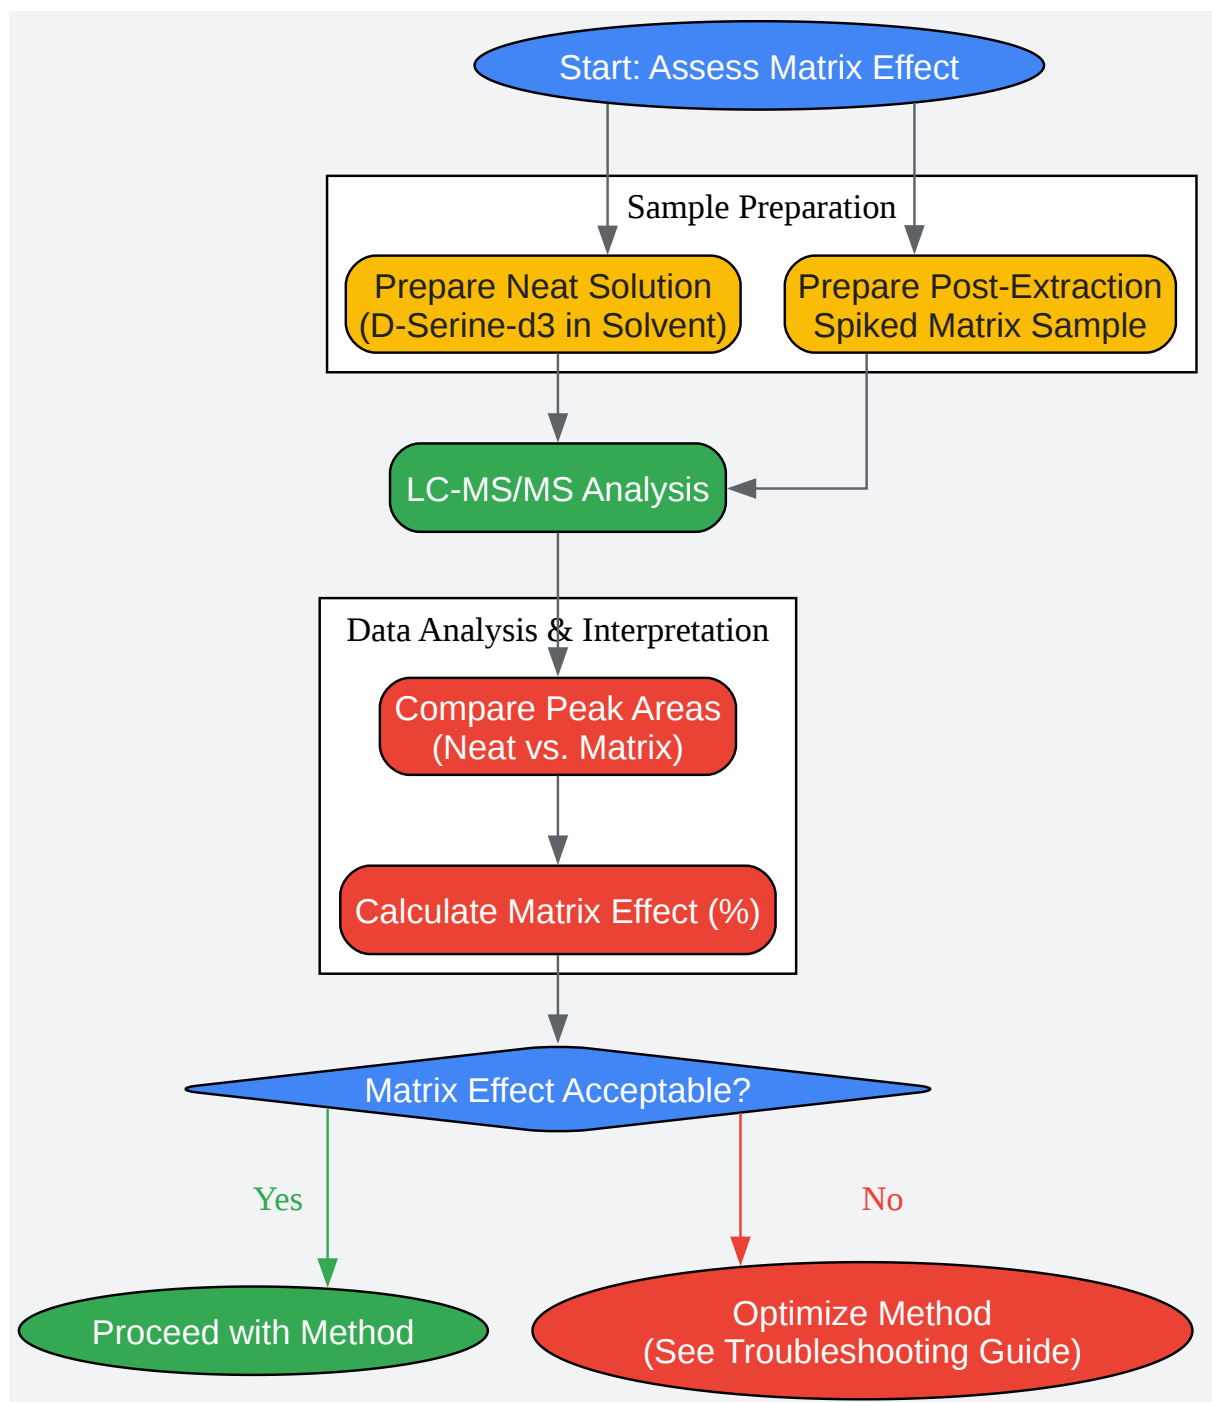 Start: Assess Matrix Effect
Sample Preparation
Prepare Neat Solution
(D-Serine-d3 in Solvent)
Prepare Post-Extraction
Spiked Matrix Sample
LC-MS/MS Analysis
Data Analysis & Interpretation
Compare Peak Areas
(Neat vs. Matrix)
Calculate Matrix Effect (%)
Matrix Effect Acceptable?
Yes
No
Proceed with Method
Optimize Method
(See Troubleshooting Guide)